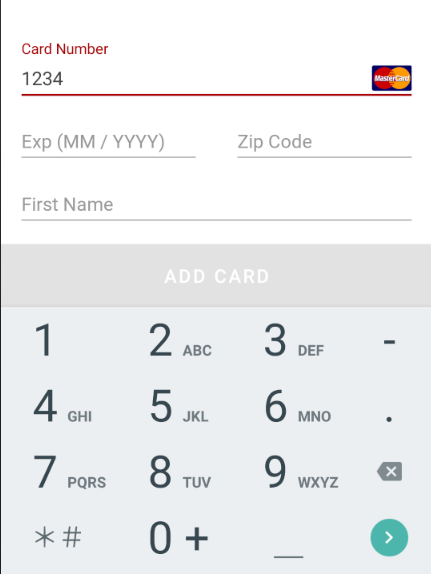 Card Number
1234 MasterCard
Exp (MM / YYYY) Zip Code
First Name
ADD CARD
1 2 ABC 3 DEF -
4 GHI 5 JKL 6 MNO .
7 PQRS 8 TUV 9 WXYZ
*# 0 + _